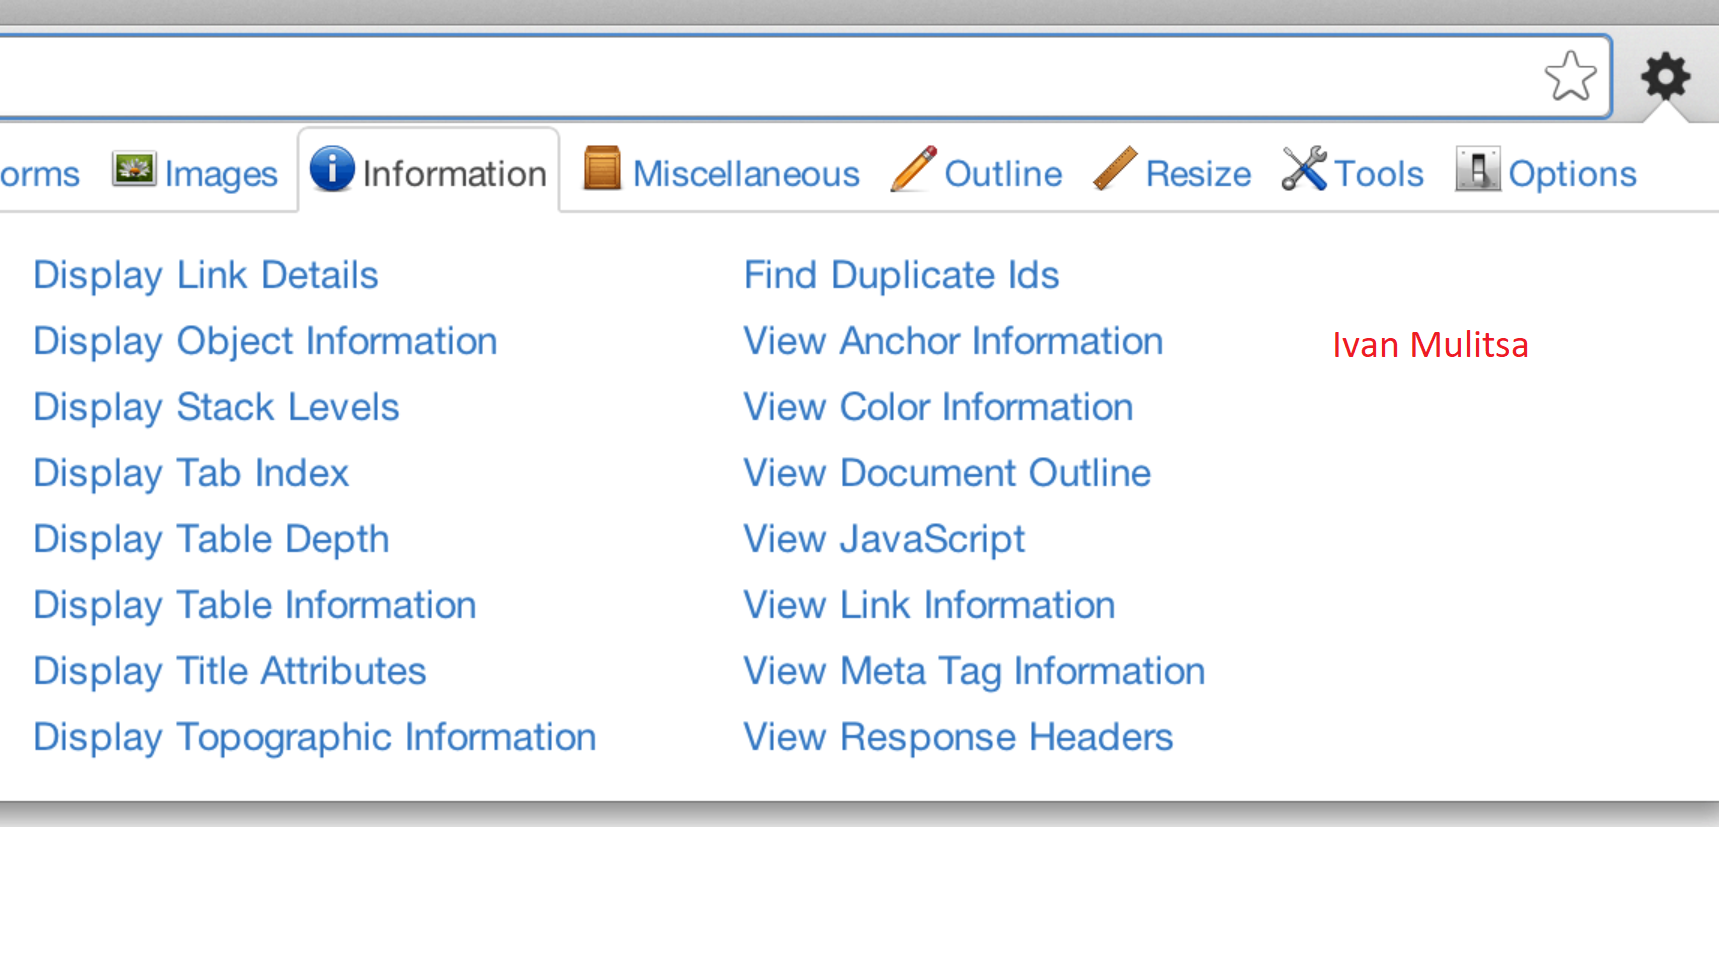 orms Images Information Miscellaneous Outline Resize Tools Options
Display Link Details
Display Object Information
Display Stack Levels
Display Tab Index
Display Table Depth
Display Table Information
Display Title Attributes
Display Topographic Information
Find Duplicate Ids
View Anchor Information
View Color Information
View Document Outline
View JavaScript
View Link Information
View Meta Tag Information
View Response Headers
Ivan Mulitsa